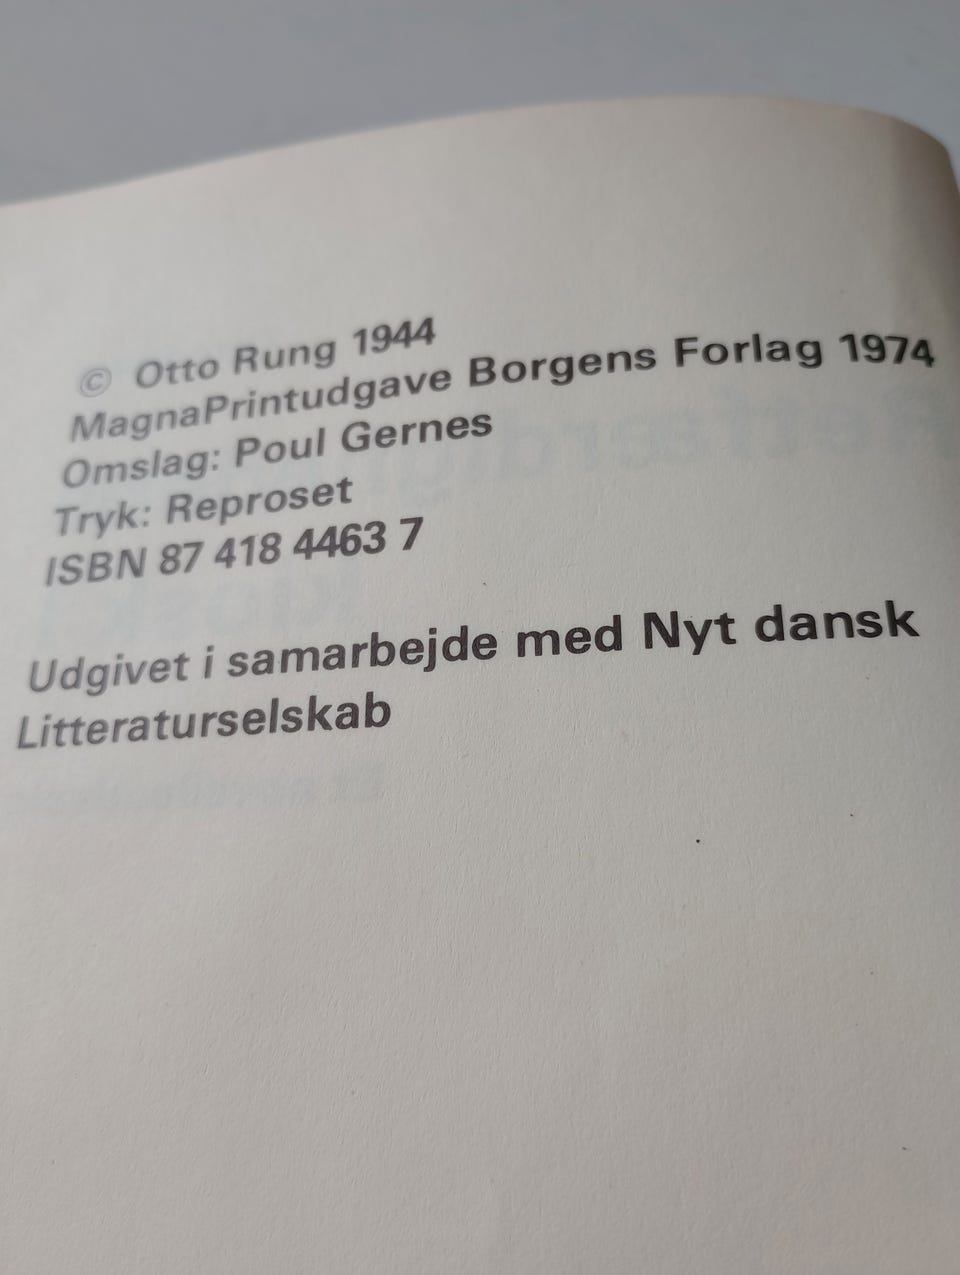 © Otto Rung 1944
MagnaPrintudgave Borgens Forlag 1974
Omslag: Poul Gernes
Tryk: Reproset
ISBN 87 418 4463 7
Udgivet i samarbejde med Nyt dansk
Litteraturselskab